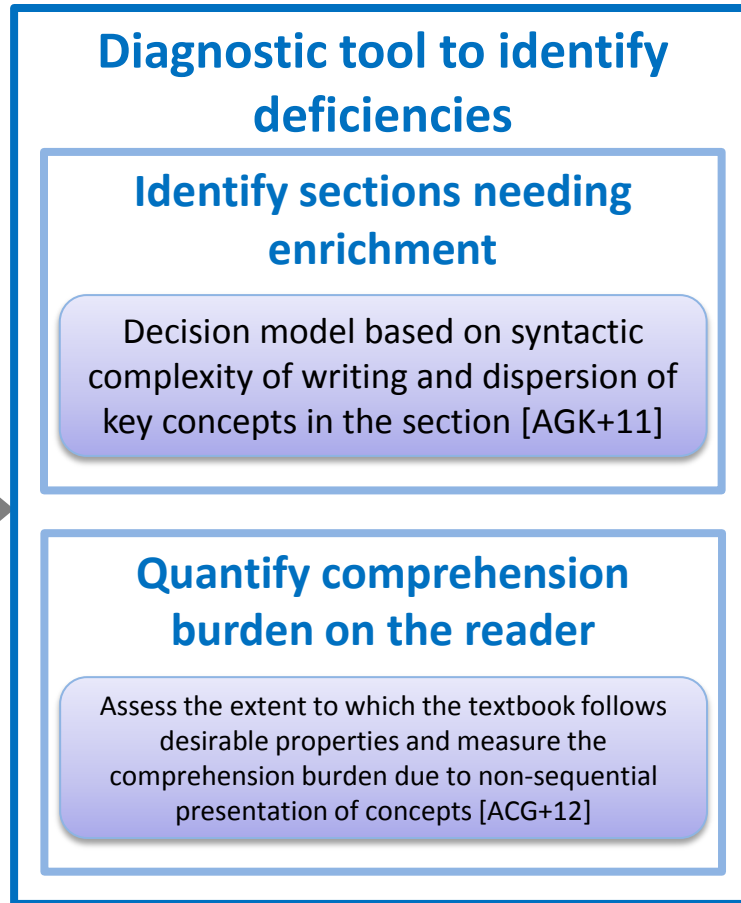 Diagnostic tool to identify
deficiencies
Identify sections needing
enrichment
Decision model based on syntactic
complexity of writing and dispersion of
key concepts in the section [AGK+11]
Quantify comprehension
burden on the reader
Assess the extent to which the textbook follows
desirable properties and measure the
comprehension burden due to non-sequential
presentation of concepts [ACG+12]